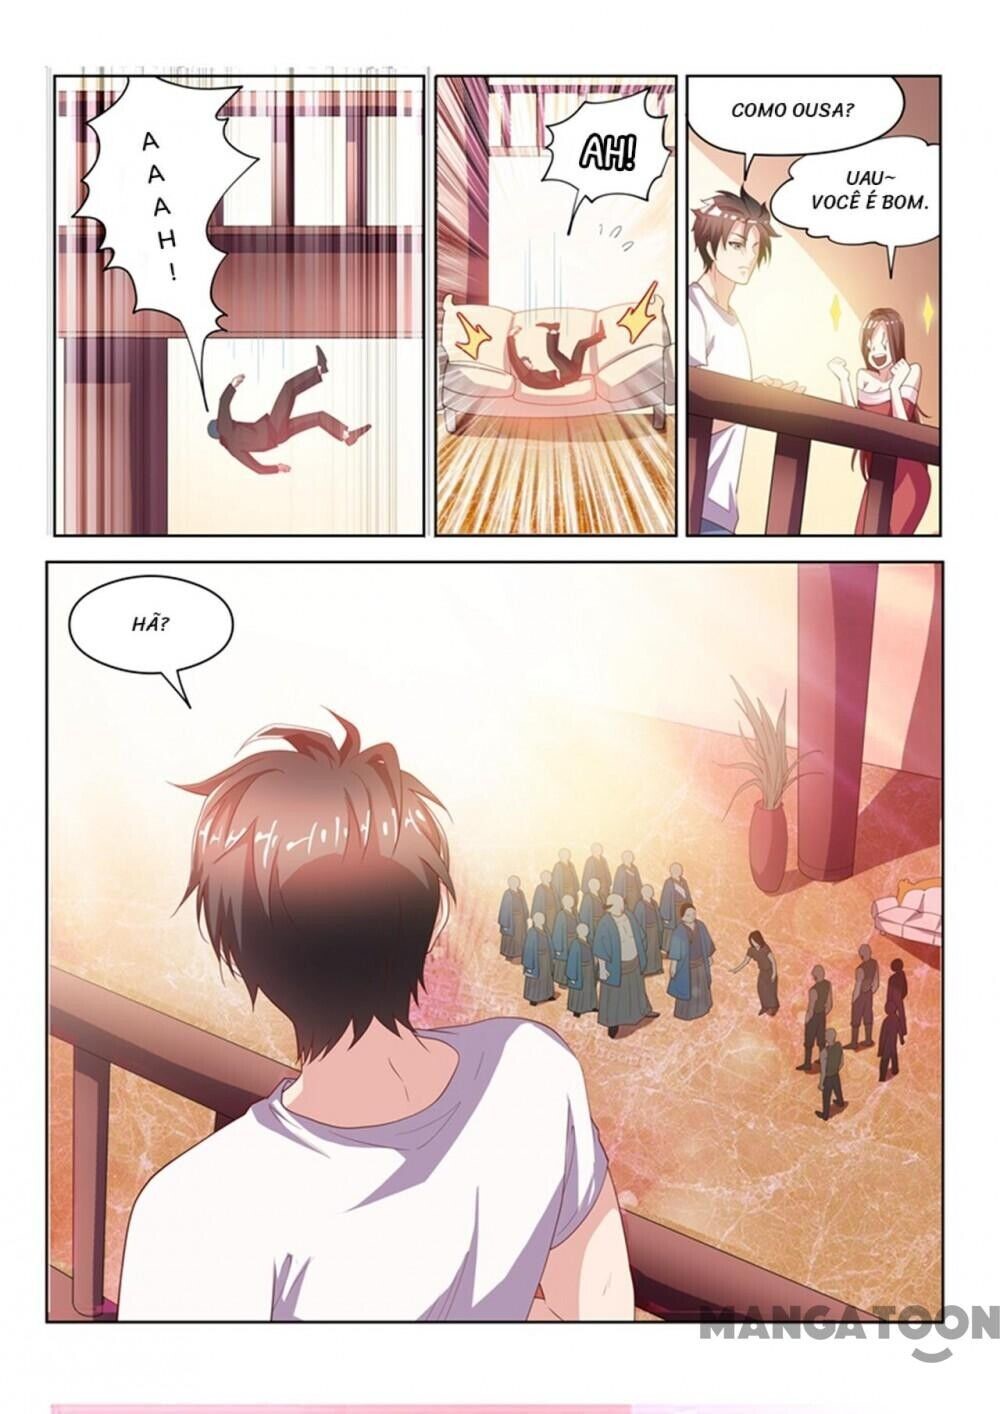 A
A
A
H
!
AH!
COMO OUSA?
UAU~
VOCÊ É BOM.
HÃ?
MANGATOON